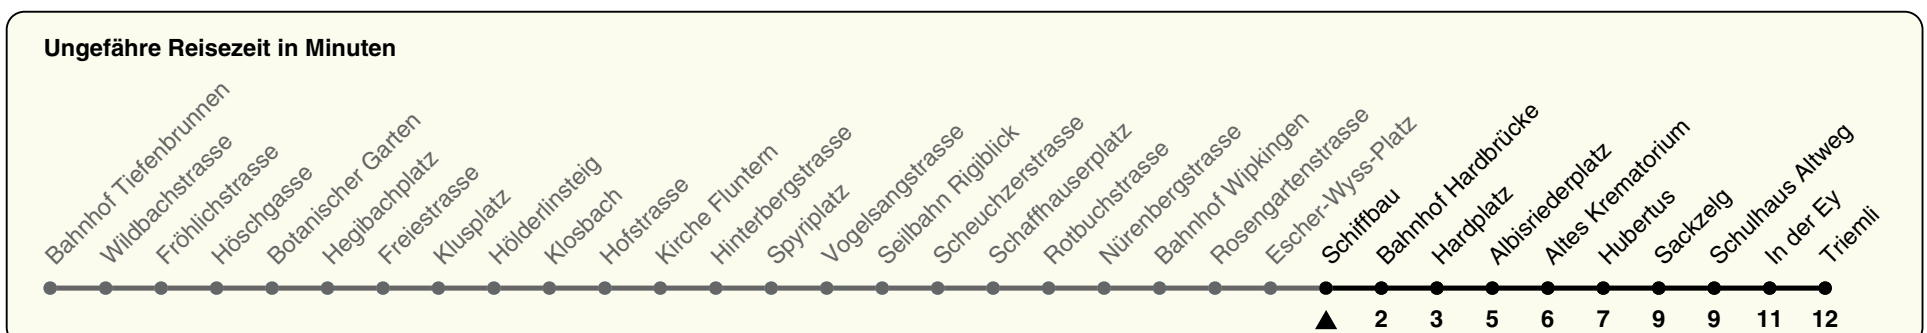 Ungefähre Reisezeit in Minuten
Bahnhof Tiefenbrunnen
Wildbachstrasse
Fröhlichstrasse
Höschgasse
Botanischer Garten
Hegibachplatz
Freiestrasse
Klusplatz
Hölderlinsteig
Klosbach
Hofstrasse
Kirche Fluntern
Hinterbergstrasse
Spyriplatz
Vogelsangstrasse
Seilbahn Rigiblick
Scheuchzerstrasse
Schaffhauserplatz
Rotbuchstrasse
Nürenbergstrasse
Bahnhof Wipkingen
Rosengartenstrasse
Escher-Wyss-Platz
Schiffbau
Bahnhof Hardbrücke
Hardplatz
Albisriederplatz
Altes Krematorium
Hubertus
Sackzelg
Schulhaus Altweg
In der Ey
Triemli
2 3 5 6 7 9 9 11 12